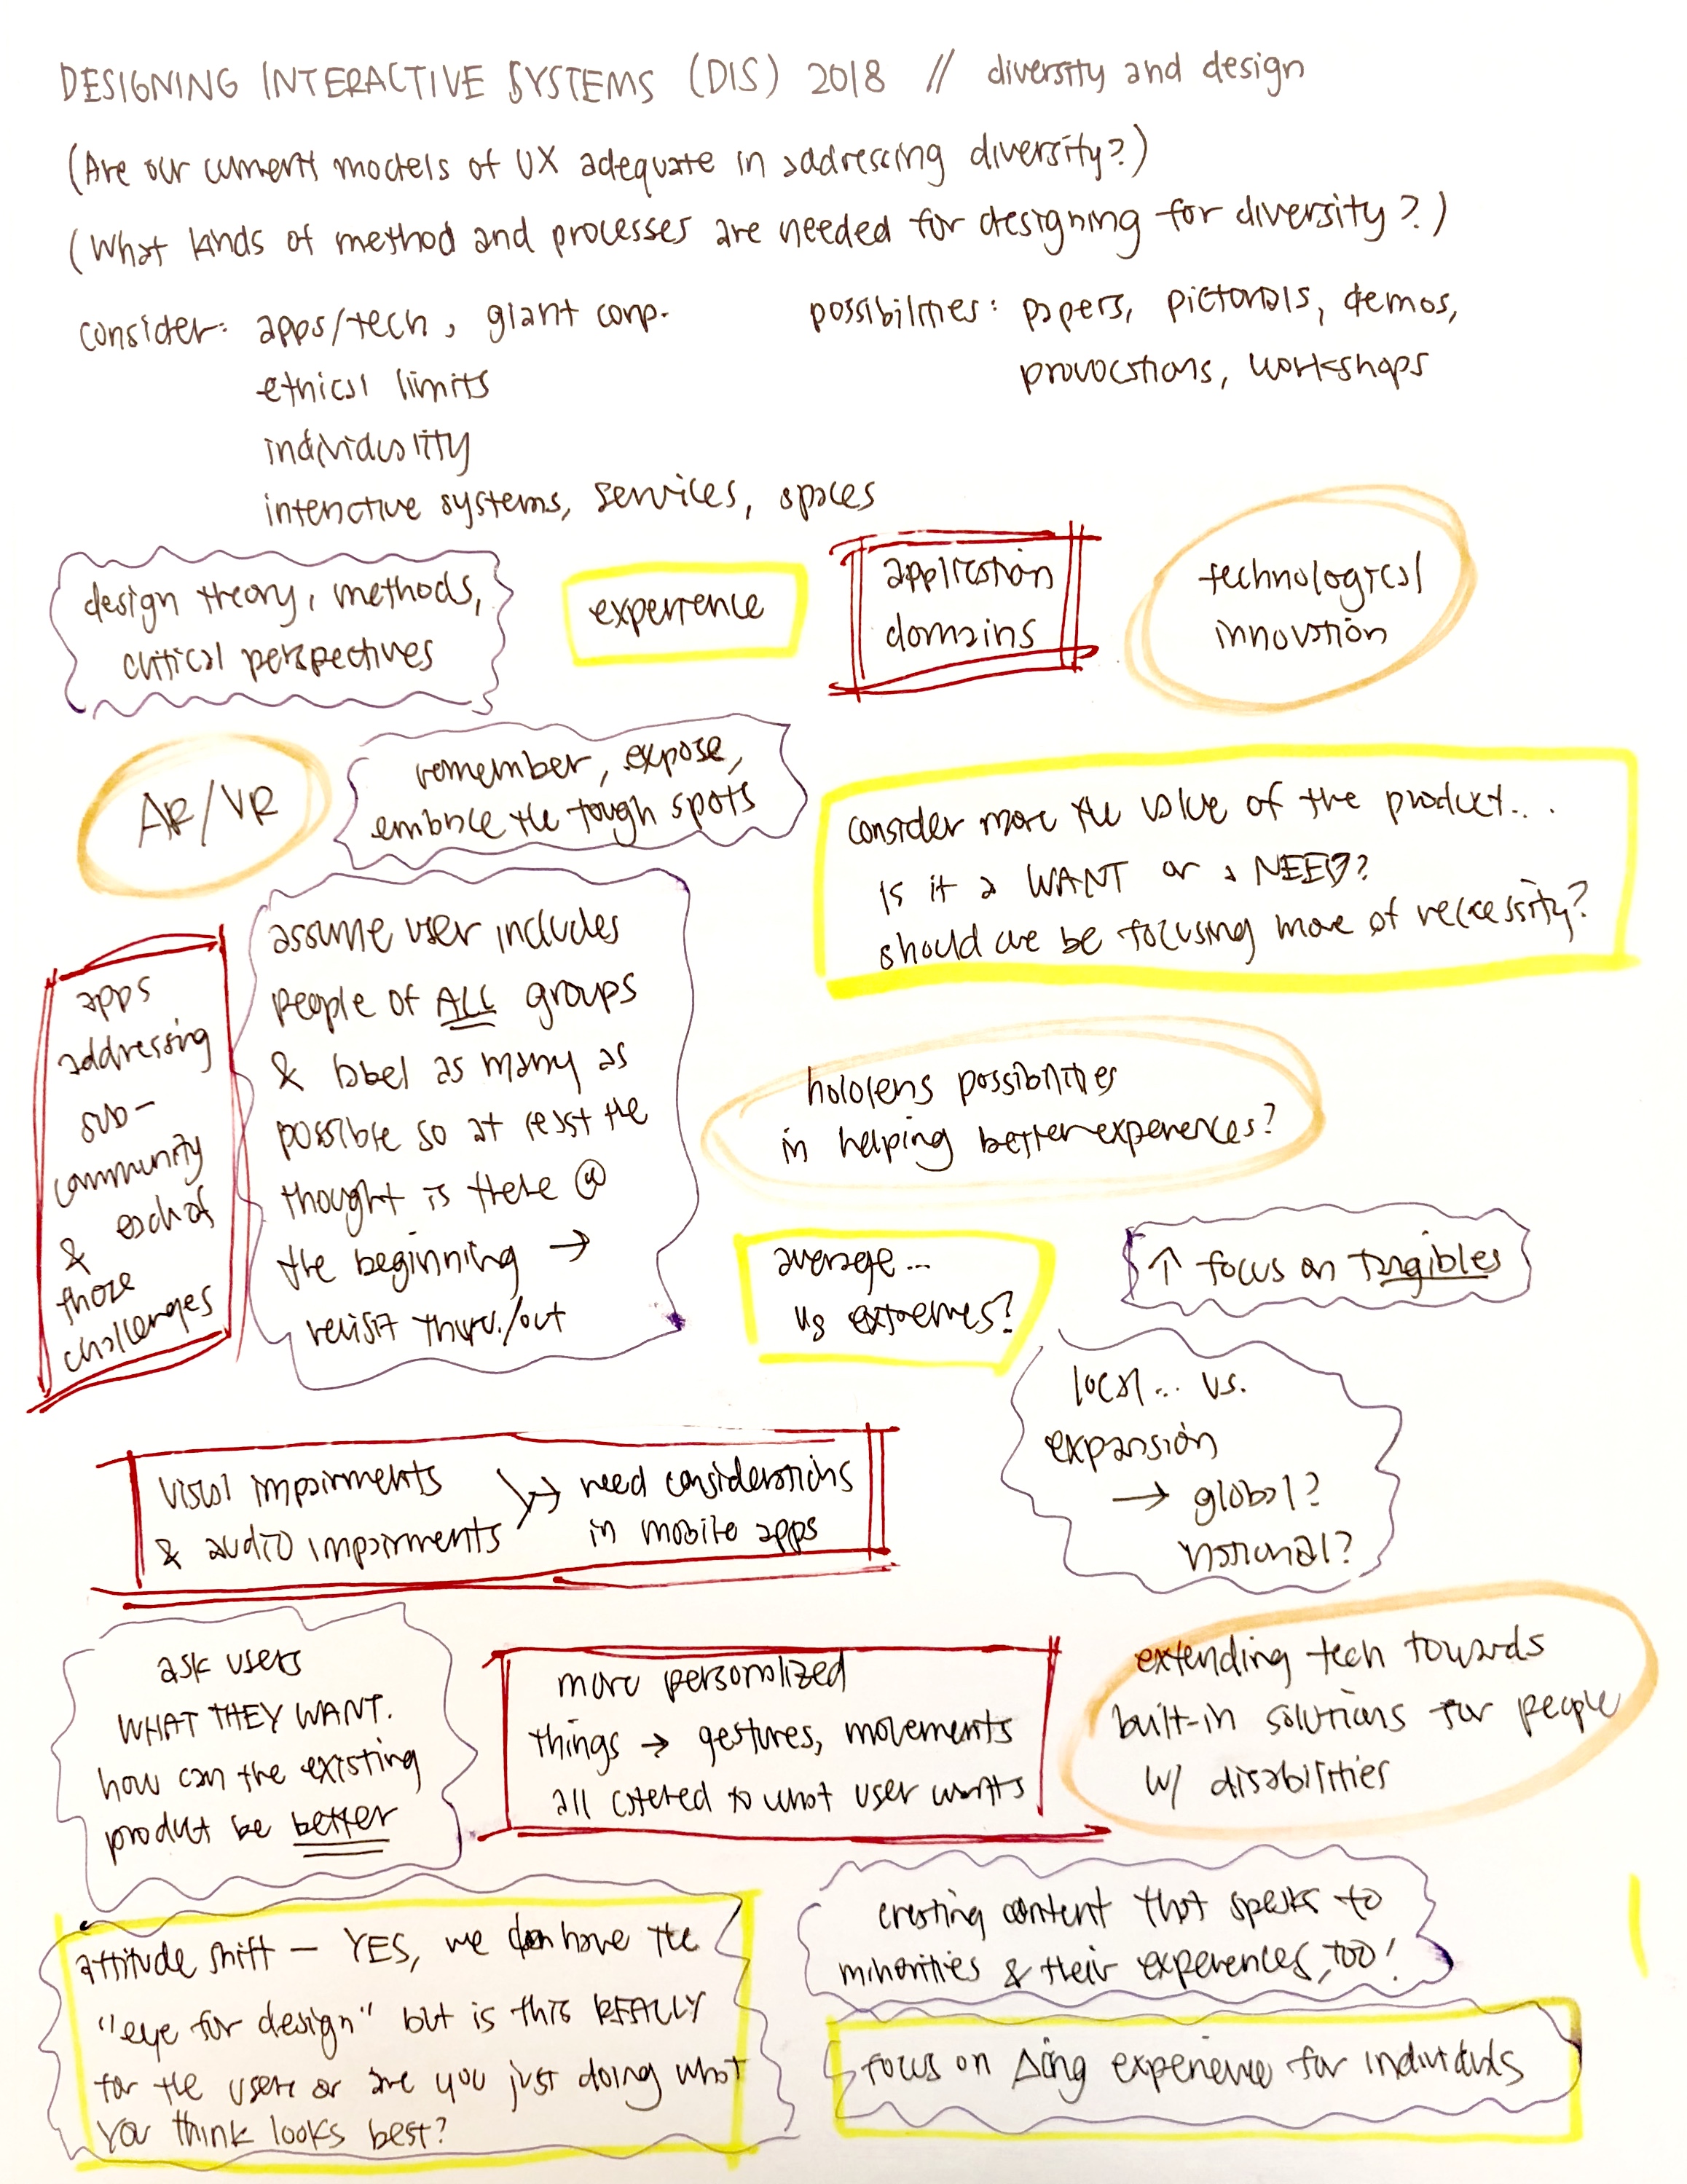 DESIGNING INTERACTIVE SYSTEMS (DIS) 2018 // diversity and design
(Are our current models of UX adequate in addressing diversity?)
(What kinds of method and processes are needed for designing for diversity?)
consider: apps/tech, giant corp.
ethical limits
individuality
interactive systems, services, spaces
possibilities: papers, pictorials, demos,
provocations, workshops
design theory, methods,
critical perspectives
experience
application
domains
technological
innovation
AR/VR
remember, expose,
embrace the tough spots
consider more the value of the product...
Is it a WANT or a NEED?
should we be focusing more of neccessity?
apps
addressing
sub-
community
& each of
those
challenges
assume user includes
people of ALL groups
& label as many as
possible so at least the
thought is there @
the beginning →
revisit thru./out
hololens possibilities
in helping better experiences?
average...
vs extremes?
↑ focus on tangibles
local... vs.
expansion
→ global?
national?
visual impairments
& audio impairments
→ need considerations
in mobile apps
ask users
WHAT THEY WANT.
how can the existing
product be better
more personalized
things → gestures, movements
all catered to what user wants
extending tech towards
built-in solutions for people
w/ disabilities
attitude shift — YES, we can have the
"eye for design" but is this REALLY
for the users or are you just doing what
you think looks best?
creating content that speaks to
minorities & their experiences, too!
focus on Δing experience for individuals